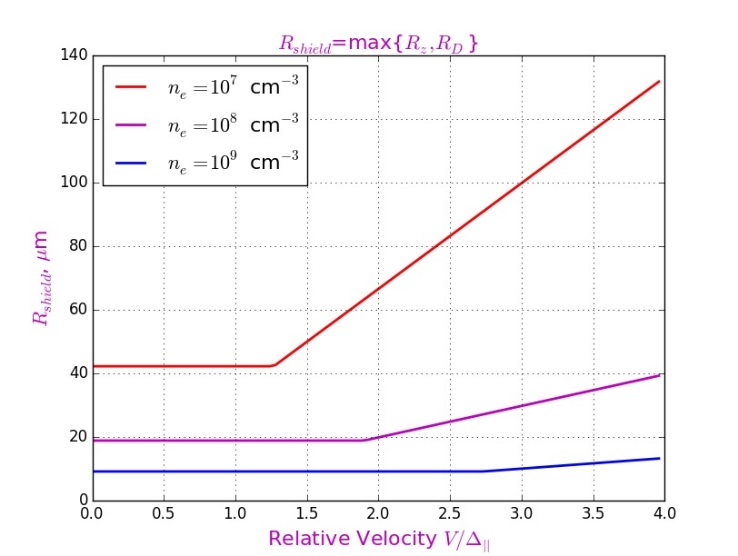 R_shield=max{R_z,R_D}
140
120
100
80
60
40
20
0
n_e=10^7 cm^−3
n_e=10^8 cm^−3
n_e=10^9 cm^−3
R_shield, μm
0.0 0.5 1.0 1.5 2.0 2.5 3.0 3.5 4.0
Relative Velocity V/Δ_||